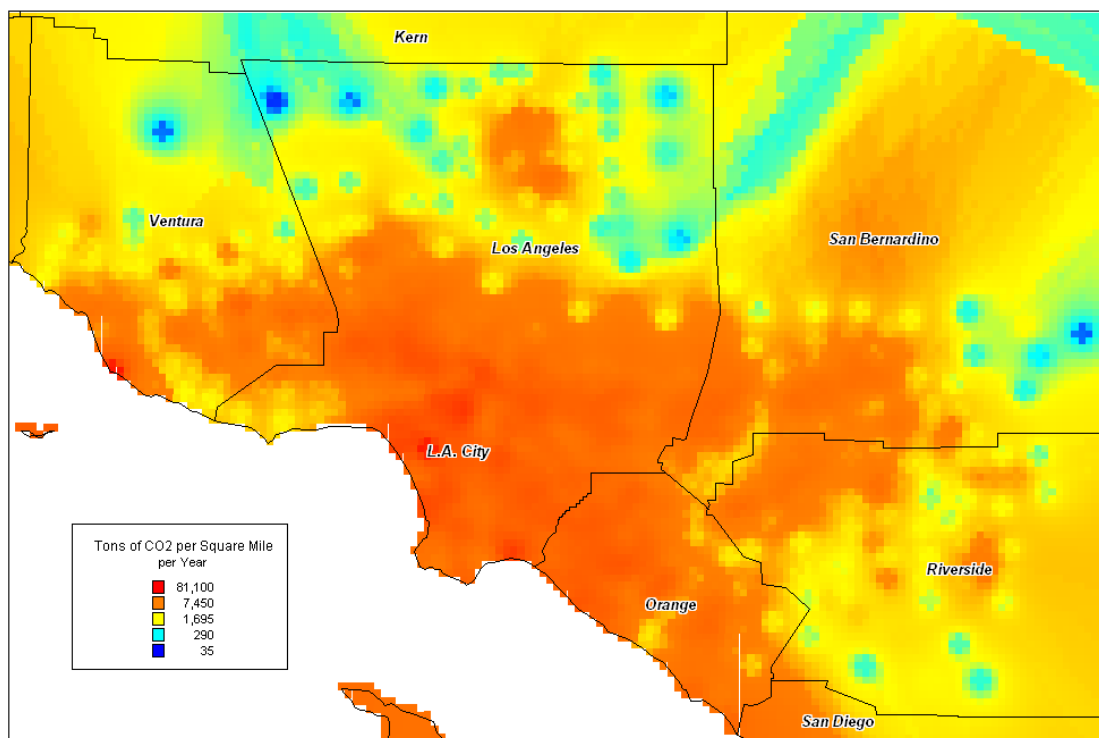 Kern
Ventura
Los Angeles
San Bernardino
L.A. City
Tons of CO2 per Square Mile
per Year
81,100
7,450
1,695
290
35
Riverside
Orange
San Diego